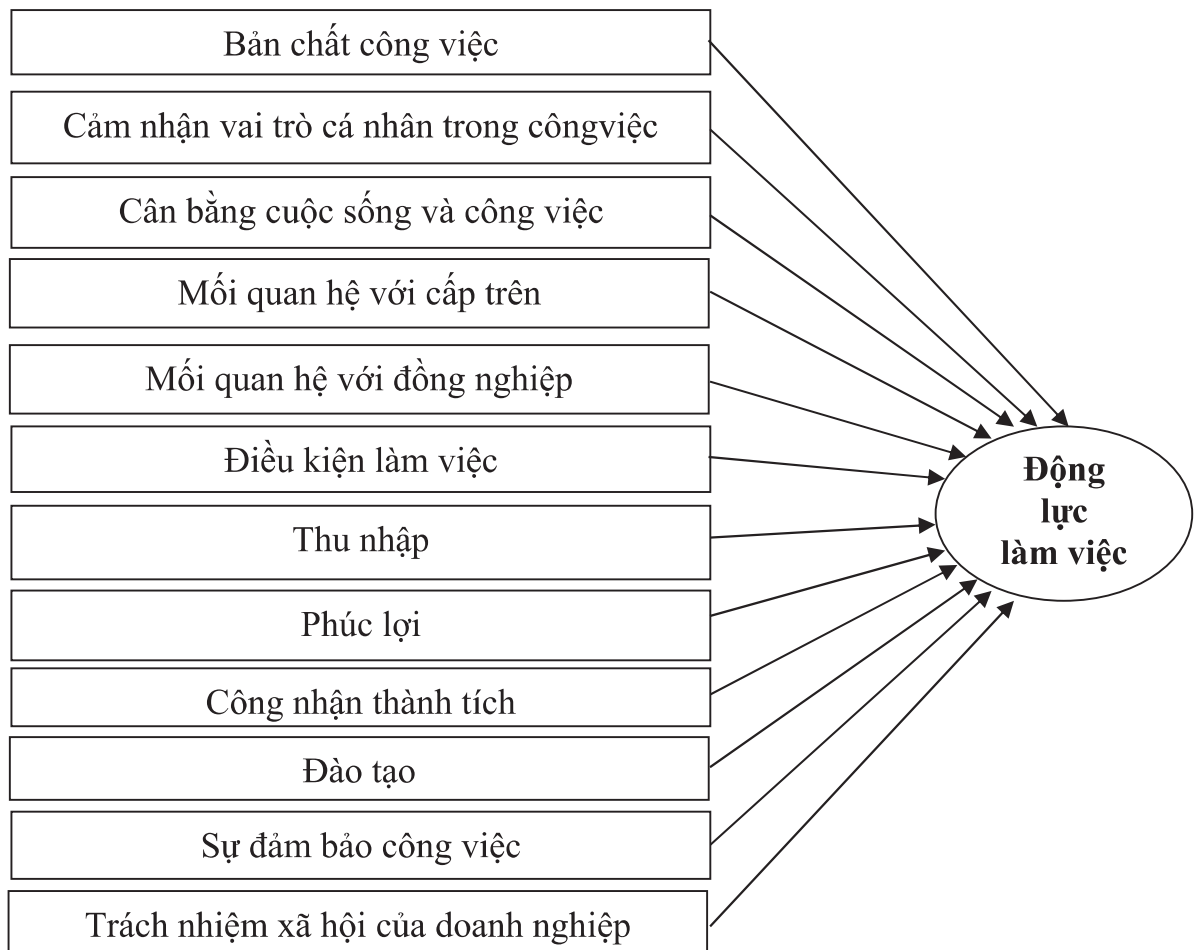 Bản chất công việc
Cảm nhận vai trò cá nhân trong côngviệc
Cân bằng cuộc sống và công việc
Mối quan hệ với cấp trên
Mối quan hệ với đồng nghiệp
Điều kiện làm việc
Thu nhập
Phúc lợi
Công nhận thành tích
Đào tạo
Sự đảm bảo công việc
Trách nhiệm xã hội của doanh nghiệp
Động
lực
làm việc